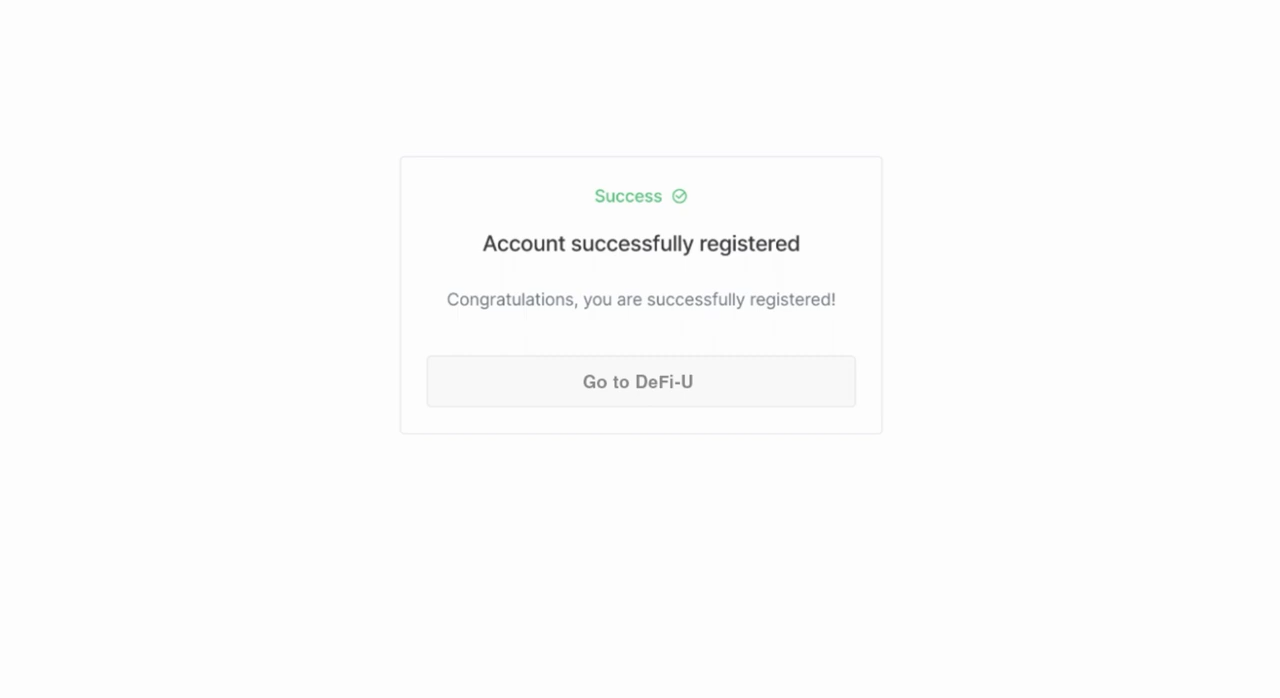 Success
Account successfully registered
Congratulations, you are successfully registered!
Go to DeFi-U